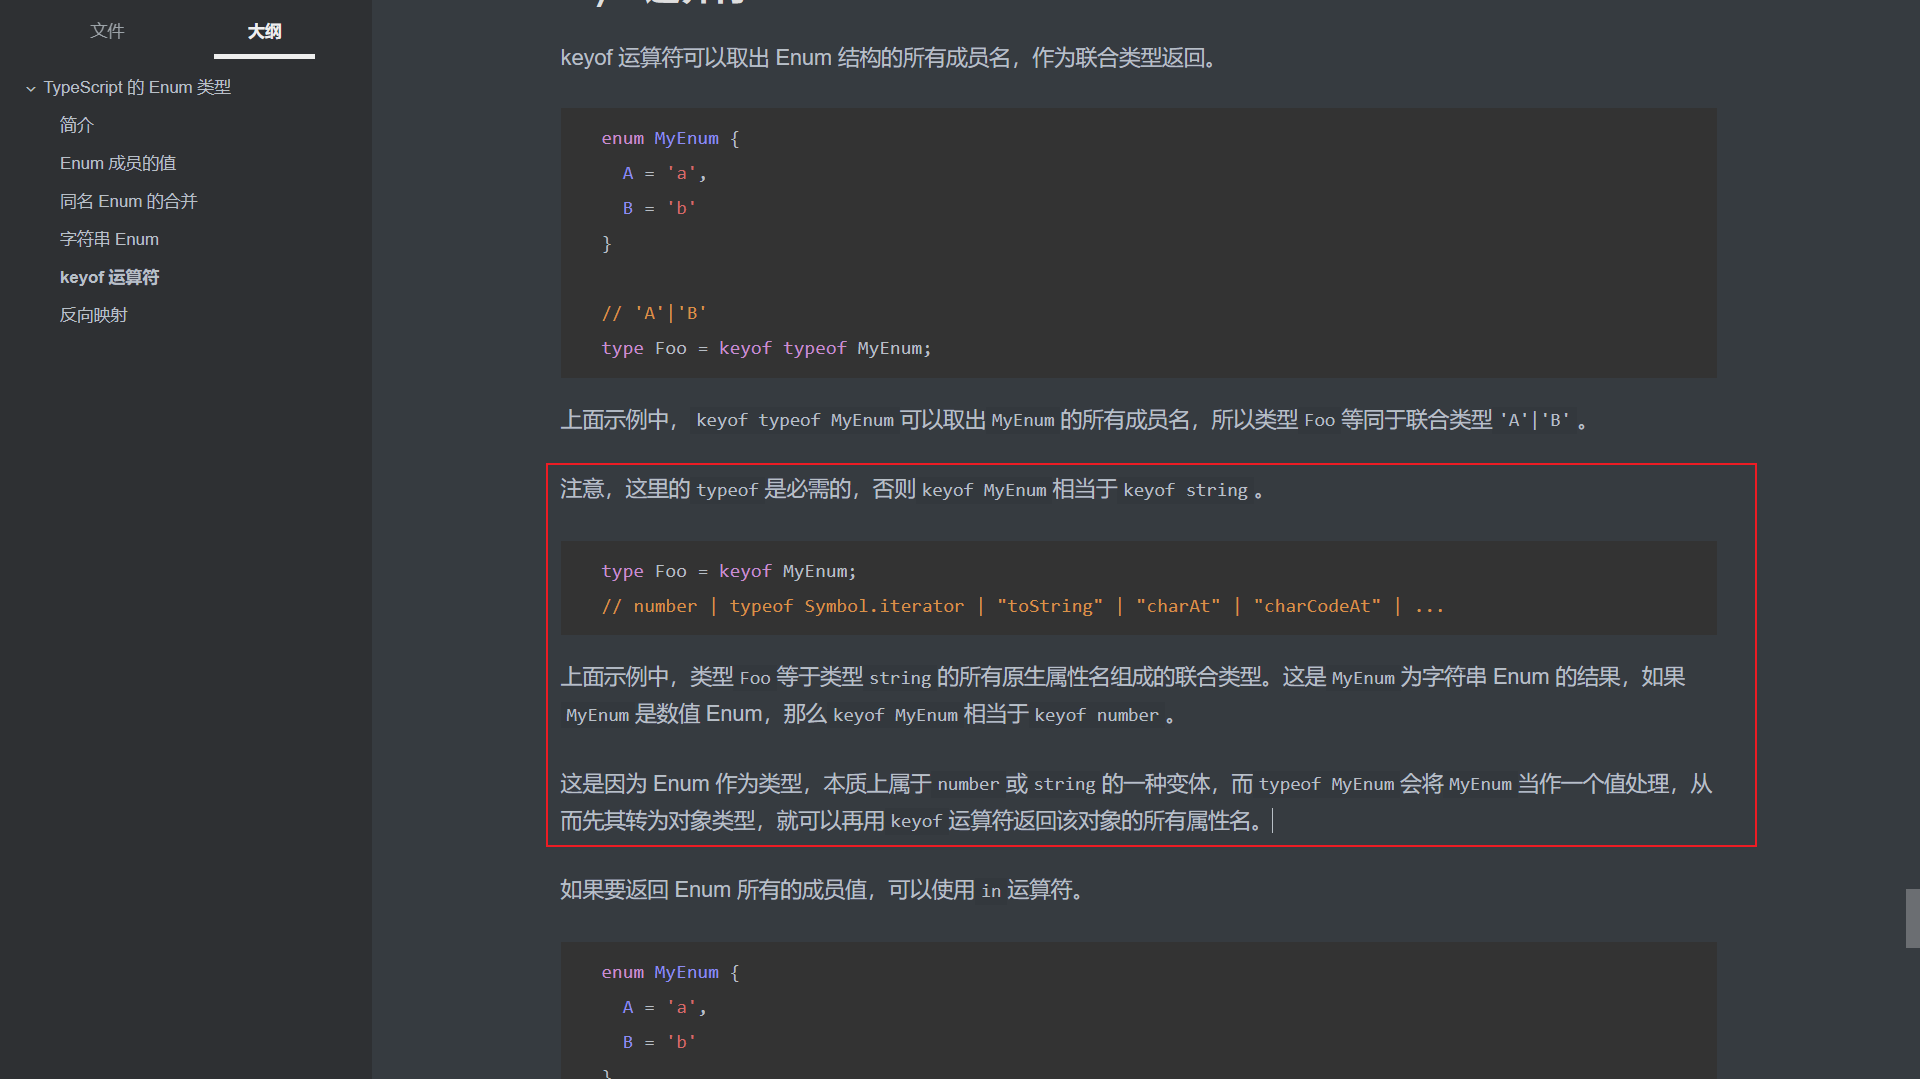 文件
大纲
TypeScript 的 Enum 类型
简介
Enum 成员的值
同名 Enum 的合并
字符串 Enum
keyof 运算符
反向映射
keyof 运算符可以取出 Enum 结构的所有成员名，作为联合类型返回。
enum MyEnum {
  A = 'a',
  B = 'b'
}
// 'A'|'B'
type Foo = keyof typeof MyEnum;
上面示例中， keyof typeof MyEnum 可以取出 MyEnum 的所有成员名，所以类型 Foo 等同于联合类型 'A'|'B' 。
注意，这里的 typeof 是必需的，否则 keyof MyEnum 相当于 keyof string 。
type Foo = keyof MyEnum;
// number | typeof Symbol.iterator | "toString" | "charAt" | "charCodeAt" | ...
上面示例中，类型 Foo 等于类型 string 的所有原生属性名组成的联合类型。这是 MyEnum 为字符串 Enum 的结果，如果
MyEnum 是数值 Enum，那么 keyof MyEnum 相当于 keyof number 。
这是因为 Enum 作为类型，本质上属于 number 或 string 的一种变体，而 typeof MyEnum 会将 MyEnum 当作一个值处理，从
而先其转为对象类型，就可以再用 keyof 运算符返回该对象的所有属性名。
如果要返回 Enum 所有的成员值，可以使用 in 运算符。
enum MyEnum {
  A = 'a',
  B = 'b'
}